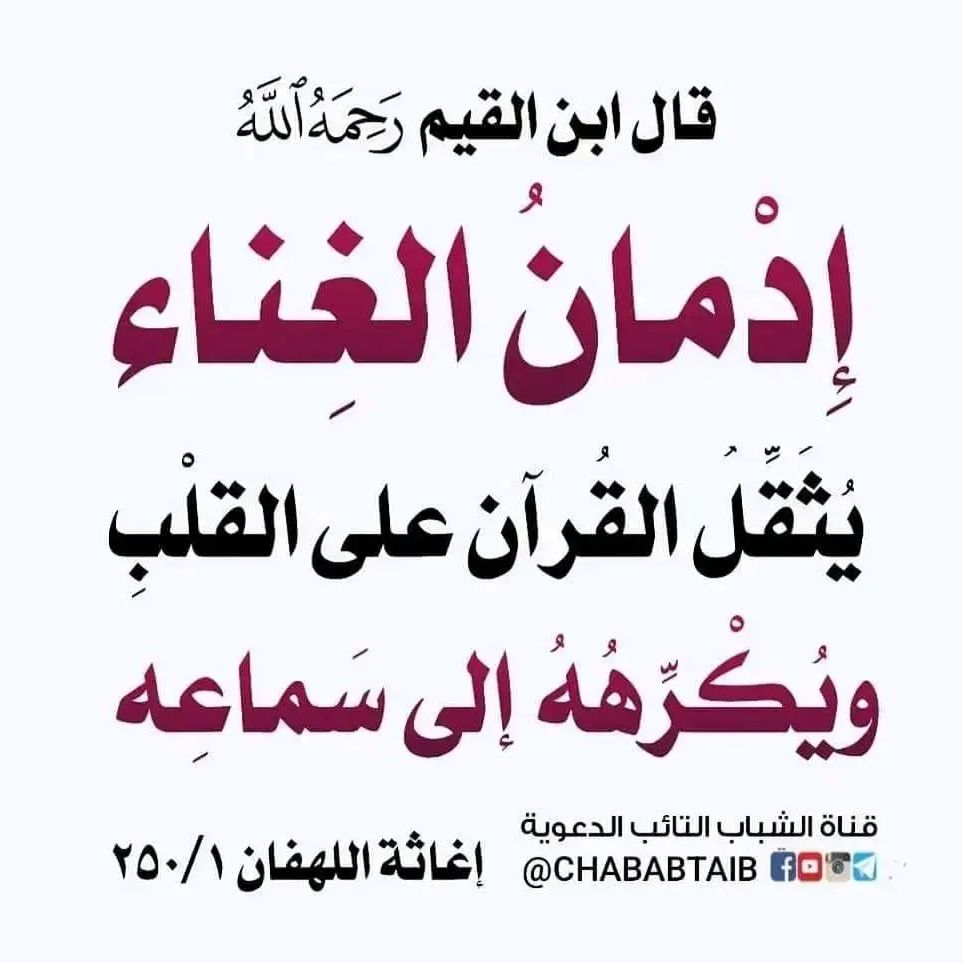 قال ابن القيم رَحِمَهُ ٱللَّهُ
إِدْمانُ الغِناء
يُثَقِّلُ القُرآن على القلْبِ
ويُكْرِّهُهُ إلى سَماعِه
قناة الشباب التائب الدعوية
@CHABABTAIB
إغاثة اللهفان ٢٥٠/١